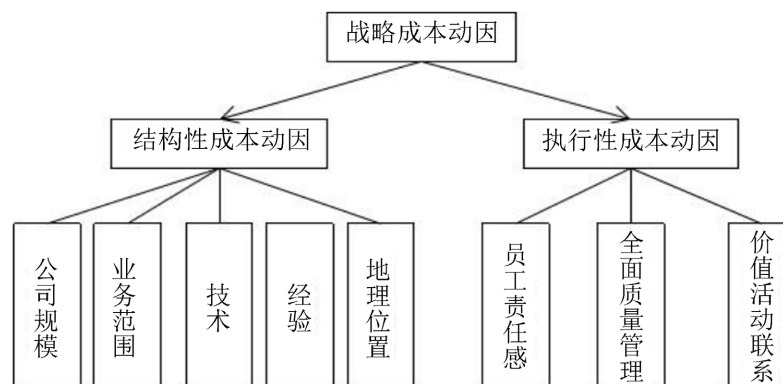 战略成本动因
结构性成本动因
执行性成本动因
公司规模
业务范围
技术
经验
地理位置
员工责任感
全面质量管理
价值活动联系